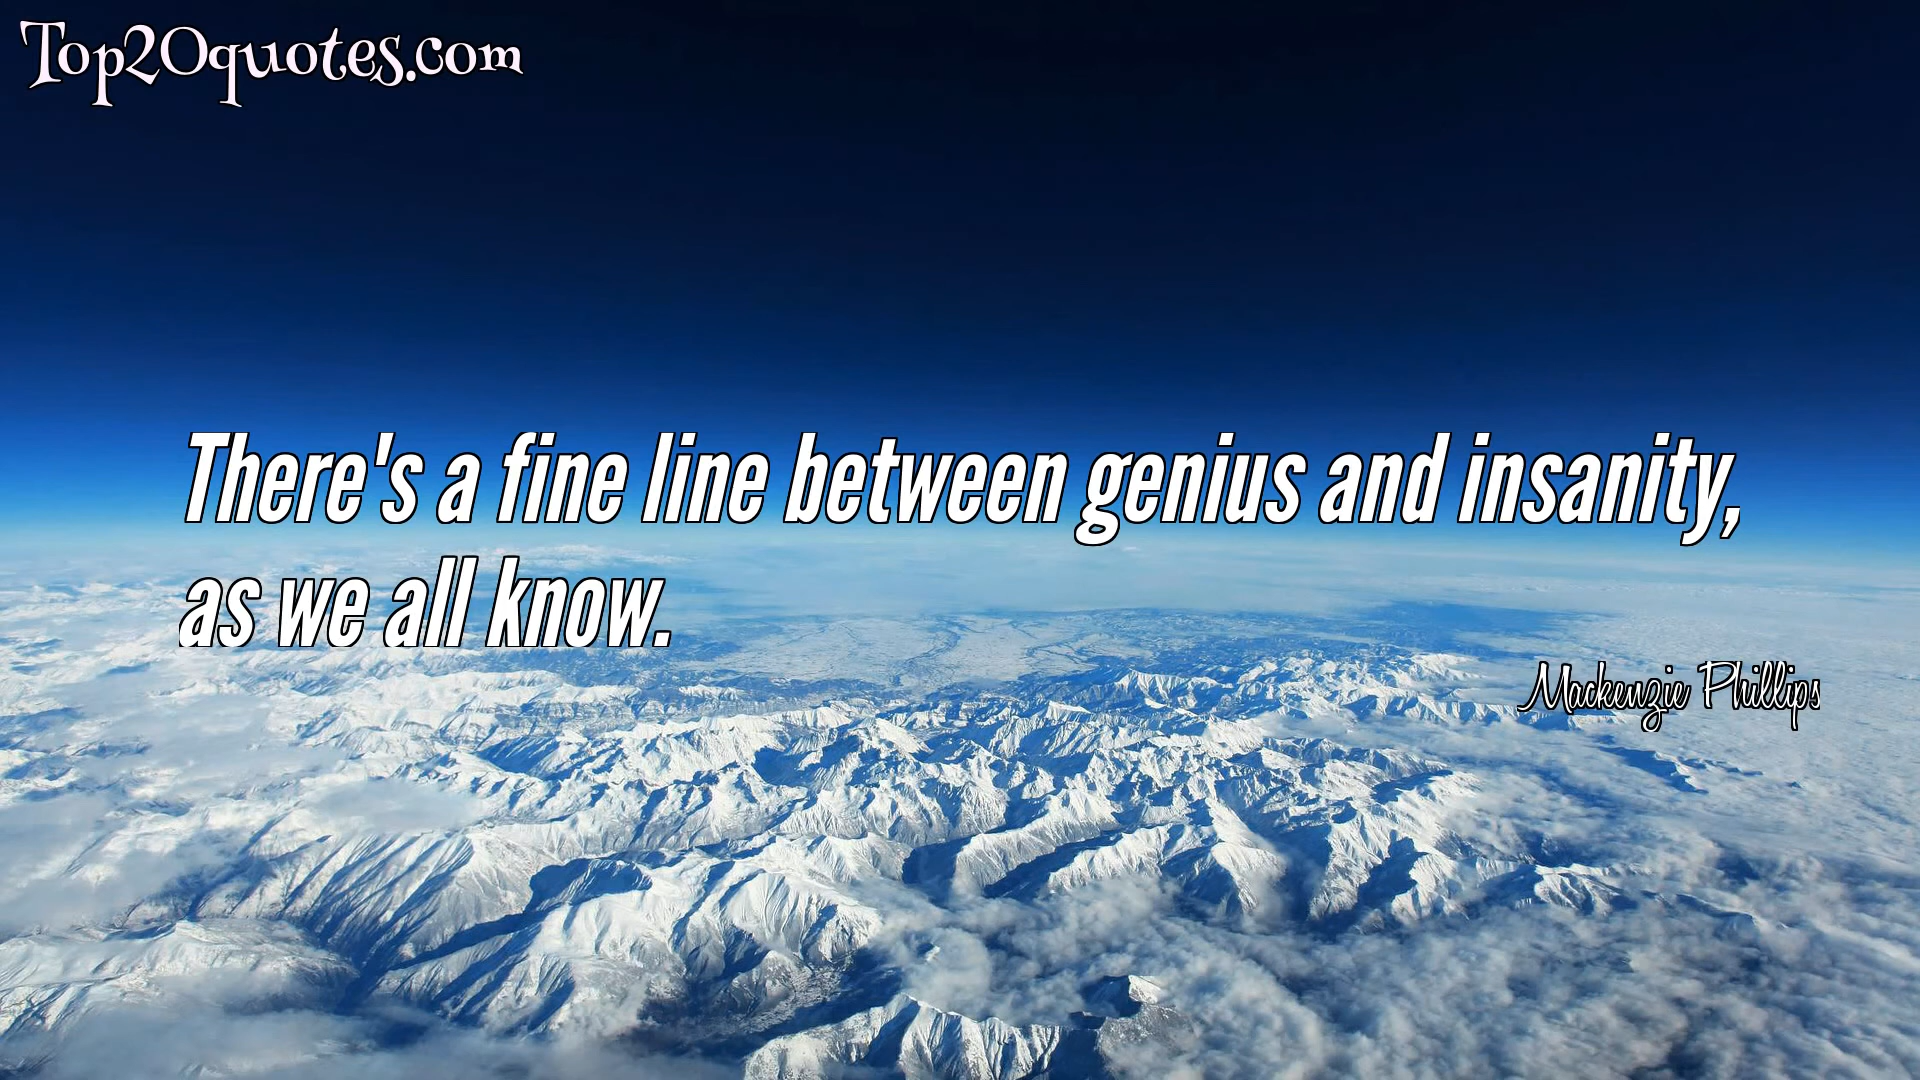 Top20quotes.com
There's a fine line between genius and insanity,
as we all know.
Mackenzie Phillips